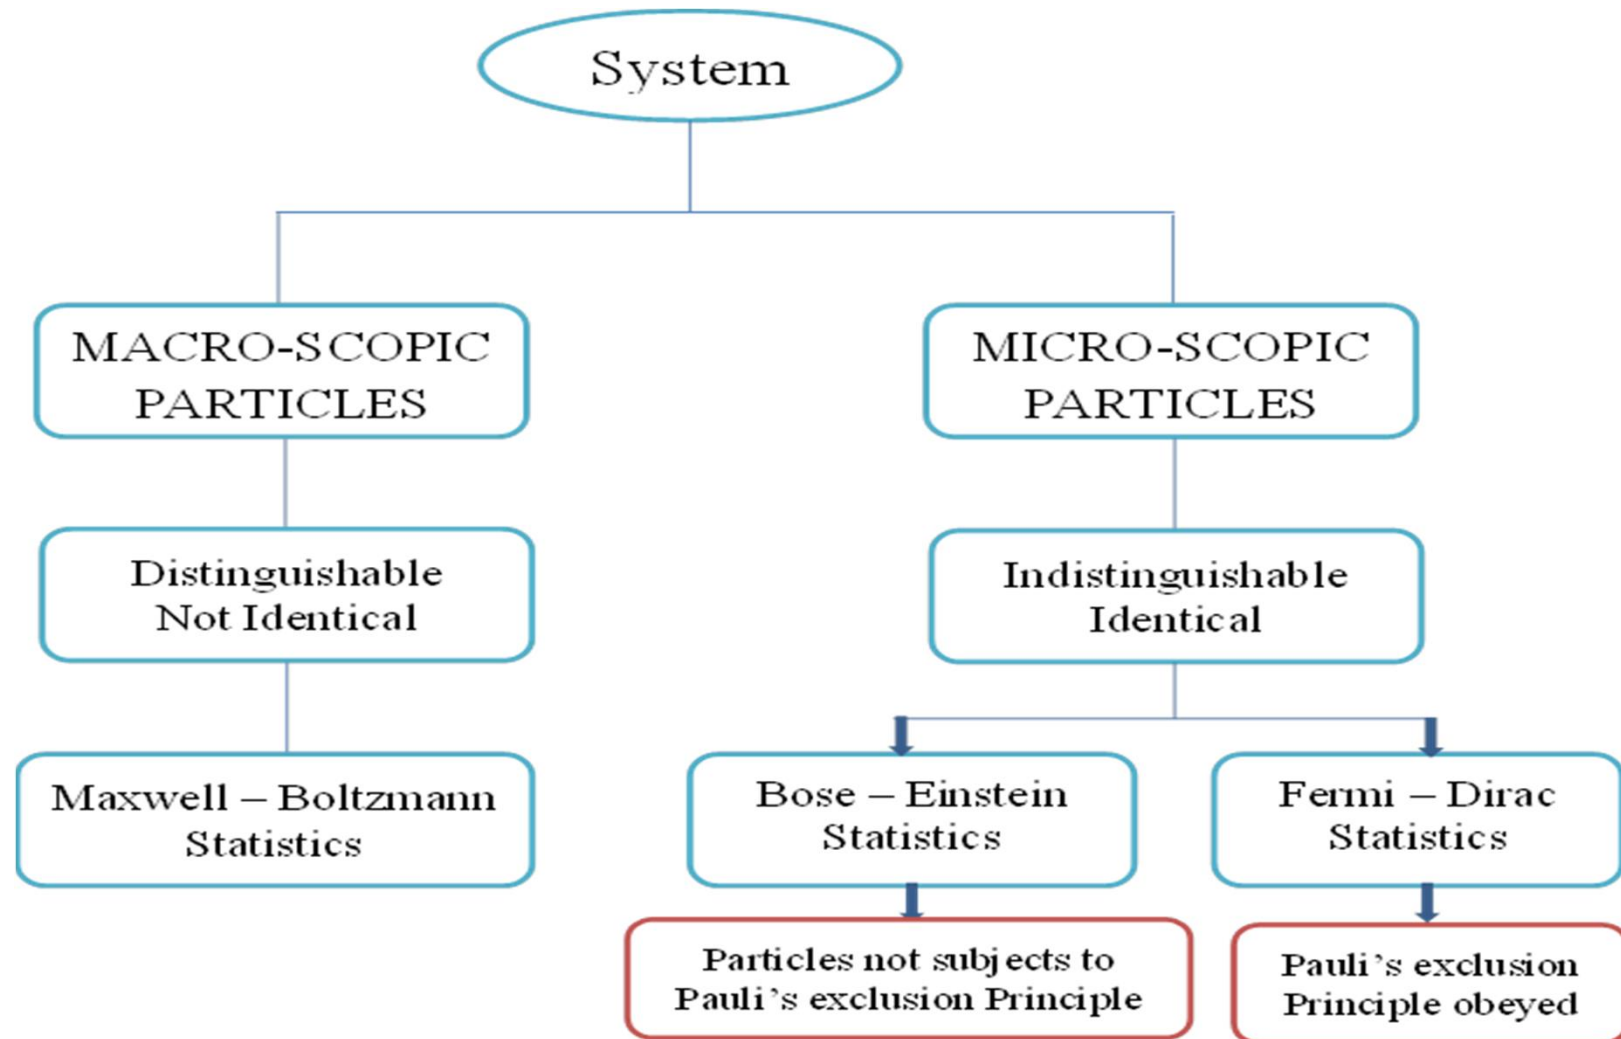 System
MACRO-SCOPIC
PARTICLES
MICRO-SCOPIC
PARTICLES
Distinguishable
Not Identical
Indistinguishable
Identical
Maxwell – Boltzmann
Statistics
Bose – Einstein
Statistics
Fermi – Dirac
Statistics
Particles not subjects to
Pauli’s exclusion Principle
Pauli’s exclusion
Principle obeyed